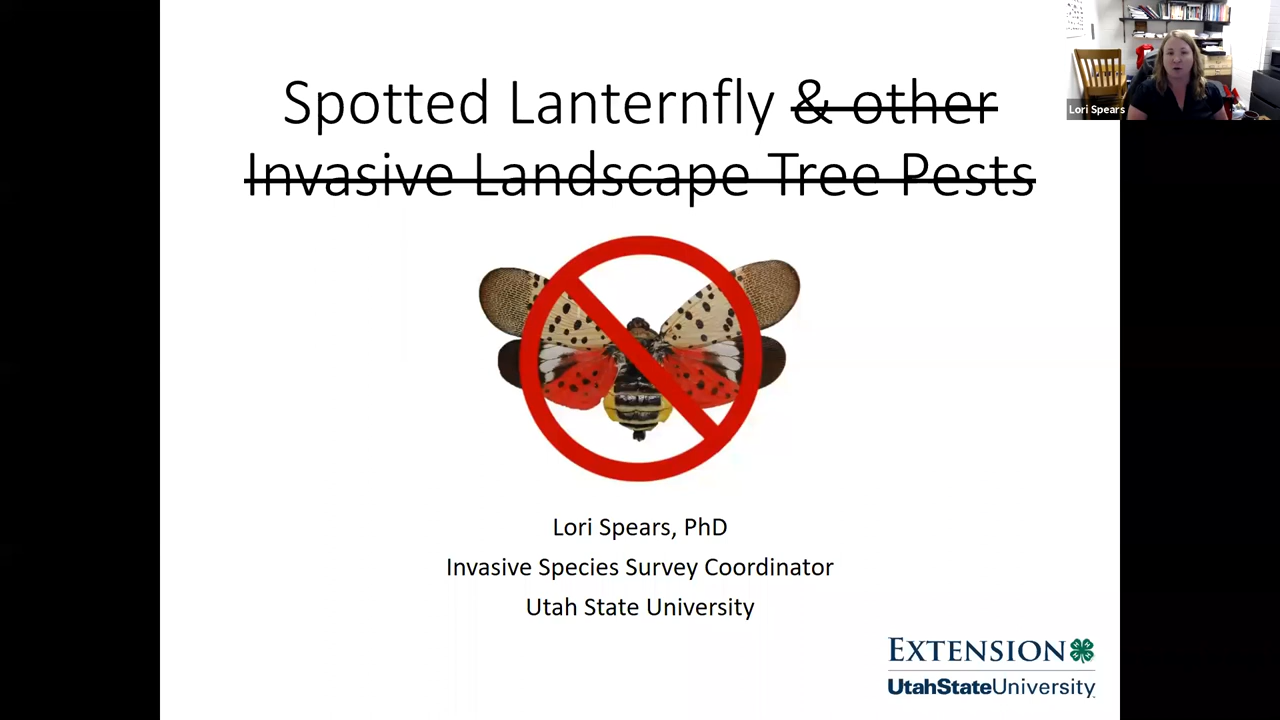 Spotted Lanternfly & other
Invasive Landscape Tree Pests
Lori Spears
Lori Spears, PhD
Invasive Species Survey Coordinator
Utah State University
EXTENSION
UtahStateUniversity